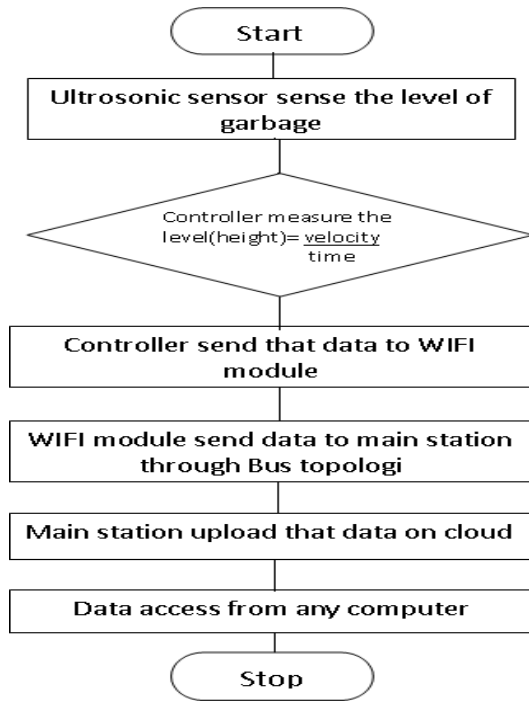 Start
Ultrosonic sensor sense the level of
garbage
Controller measure the
level(height)= velocity
time
Controller send that data to WIFI
module
WIFI module send data to main station
through Bus topologi
Main station upload that data on cloud
Data access from any computer
Stop